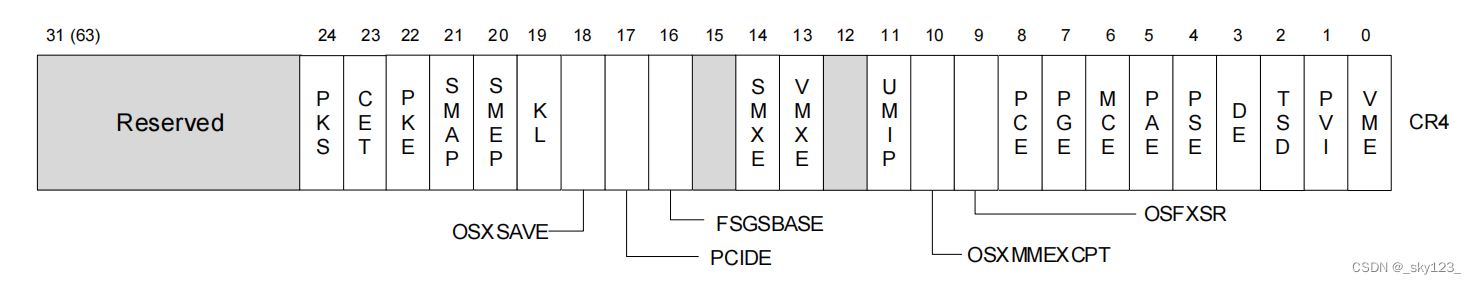 31 (63) 24 23 22 21 20 19 18 17 16 15 14 13 12 11 10 9 8 7 6 5 4 3 2 1 0
Reserved PKS CET PKE SMAP SMEP KL SMXE VMXE UMIP PCE PGE MCE PAE PSE DE TSD PVI VME CR4
OSXSAVE FSGSBASE OSFXSR
PCIDE OSXMMEXCPT
CSDN @_sky123_